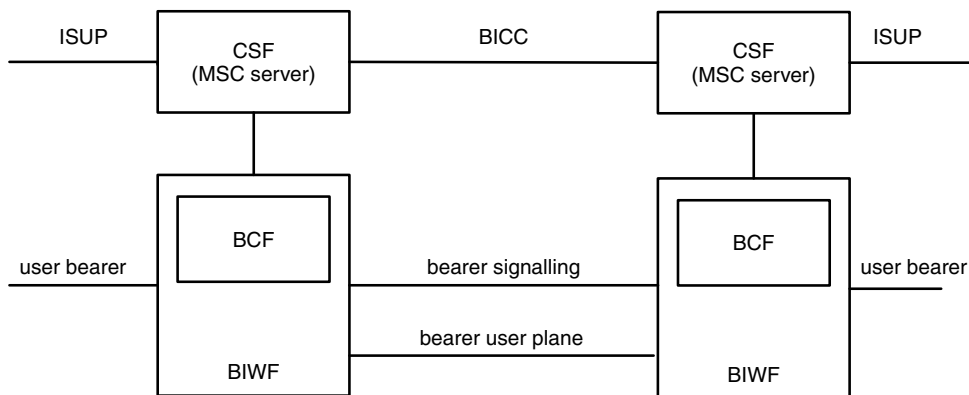 ISUP
CSF
(MSC server)
BICC
CSF
(MSC server)
ISUP
BCF
BCF
user bearer
bearer signalling
user bearer
bearer user plane
BIWF
BIWF